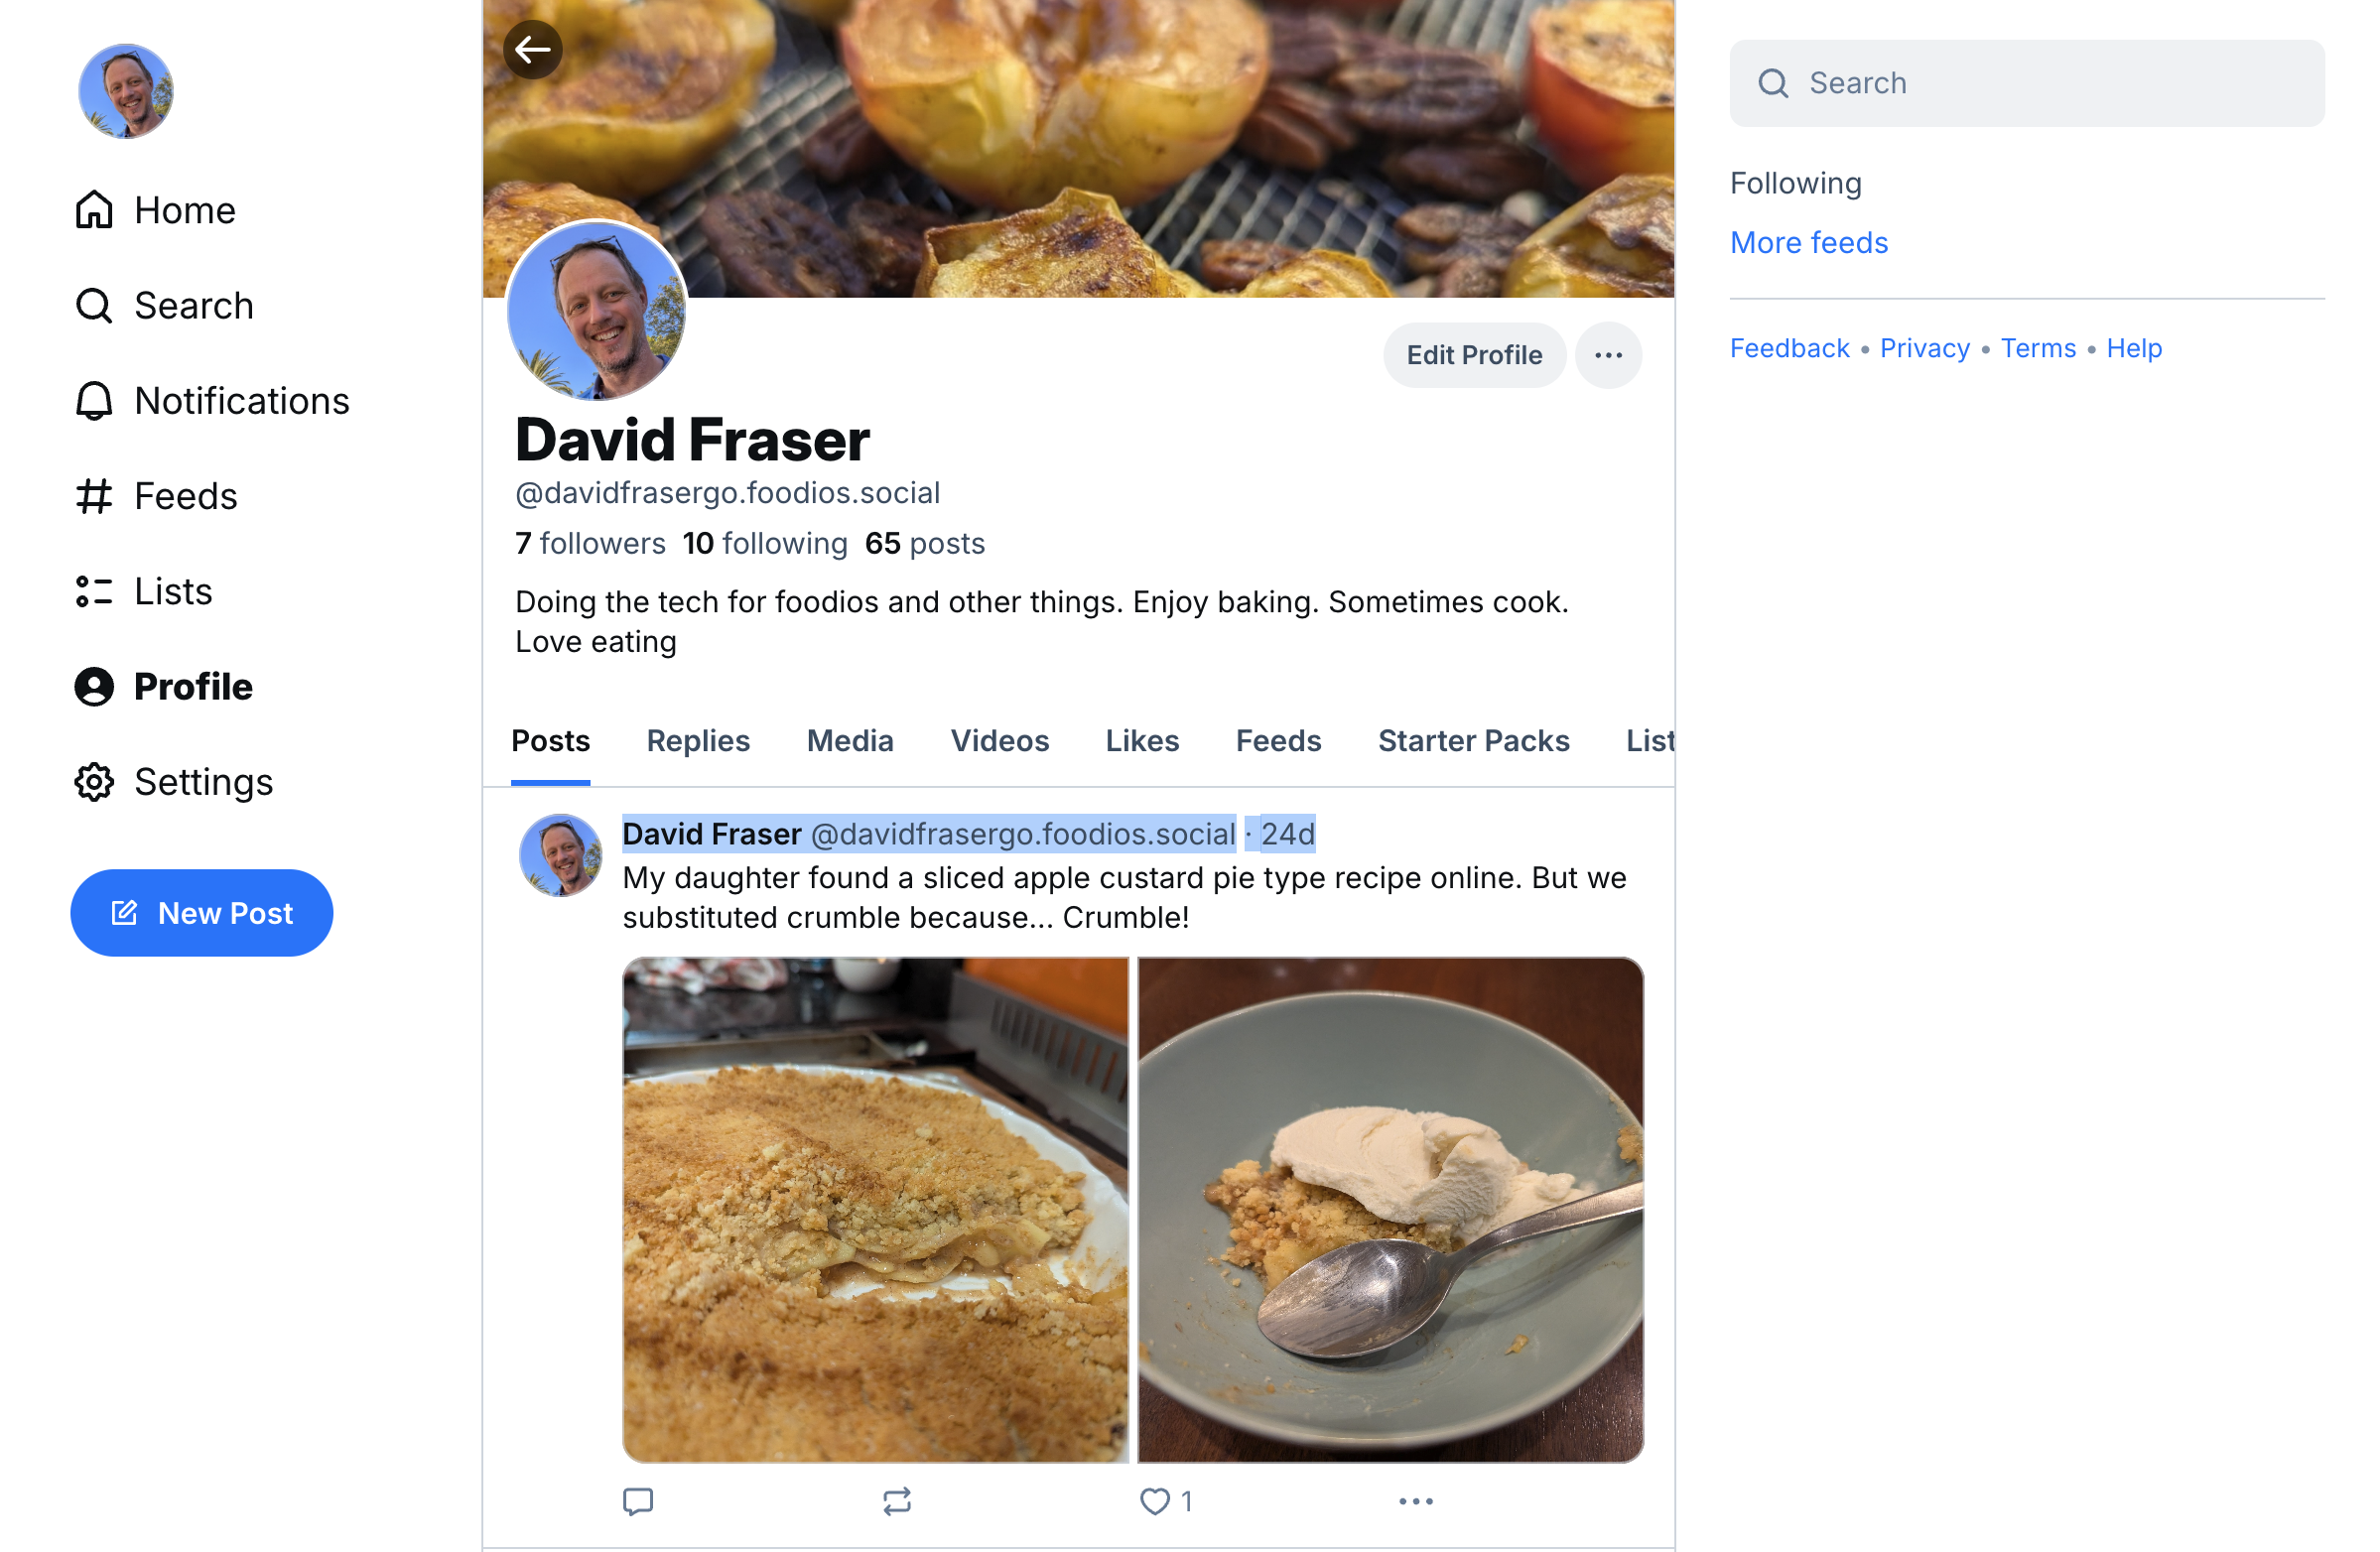 Home
Search
Notifications
Feeds
Lists
Profile
Settings
New Post
Edit Profile
David Fraser
@davidfrasergo.foodios.social
7 followers 10 following 65 posts
Doing the tech for foodios and other things. Enjoy baking. Sometimes cook.
Love eating
Posts Replies Media Videos Likes Feeds Starter Packs List
David Fraser @davidfrasergo.foodios.social · 24d
My daughter found a sliced apple custard pie type recipe online. But we
substituted crumble because... Crumble!
1
Search
Following
More feeds
Feedback • Privacy • Terms • Help